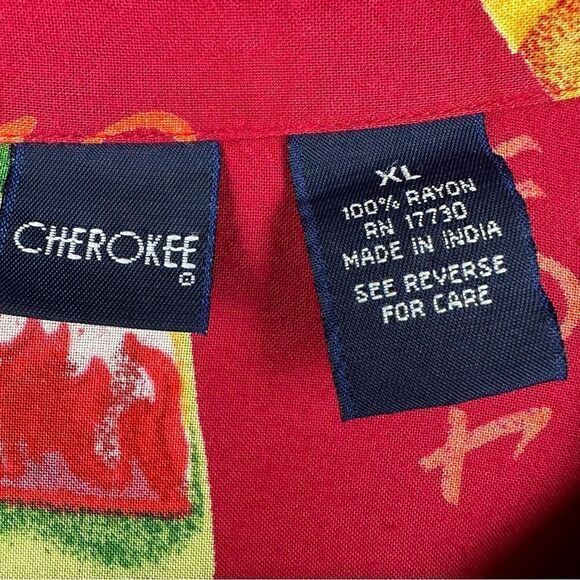 CHEROKEE®
XL
100% RAYON
RN 17730
MADE IN INDIA
SEE REVERSE
FOR CARE